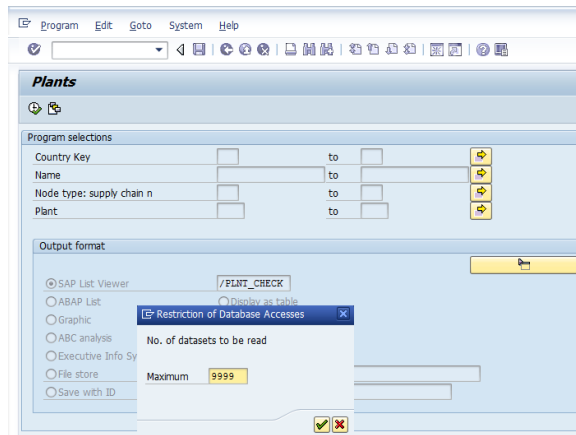 Program Edit Goto System Help
Plants
Program selections
Country Key to
Name to
Node type: supply chain n to
Plant to
Output format
SAP List Viewer /PLNT_CHECK
ABAP List Display as table
Graphic
ABC analysis
Executive Info Sy
File store
Save with ID
Restriction of Database Accesses
No. of datasets to be read
Maximum 9999